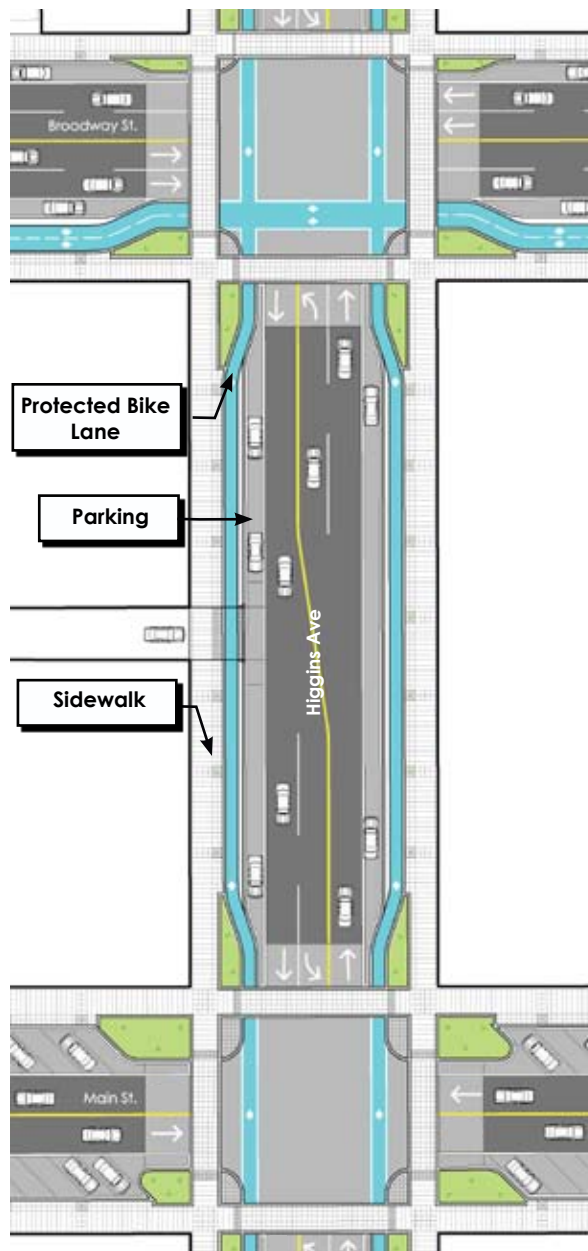 Broadway St.
Protected Bike
Lane
Parking
Higgins Ave
Sidewalk
Main St.